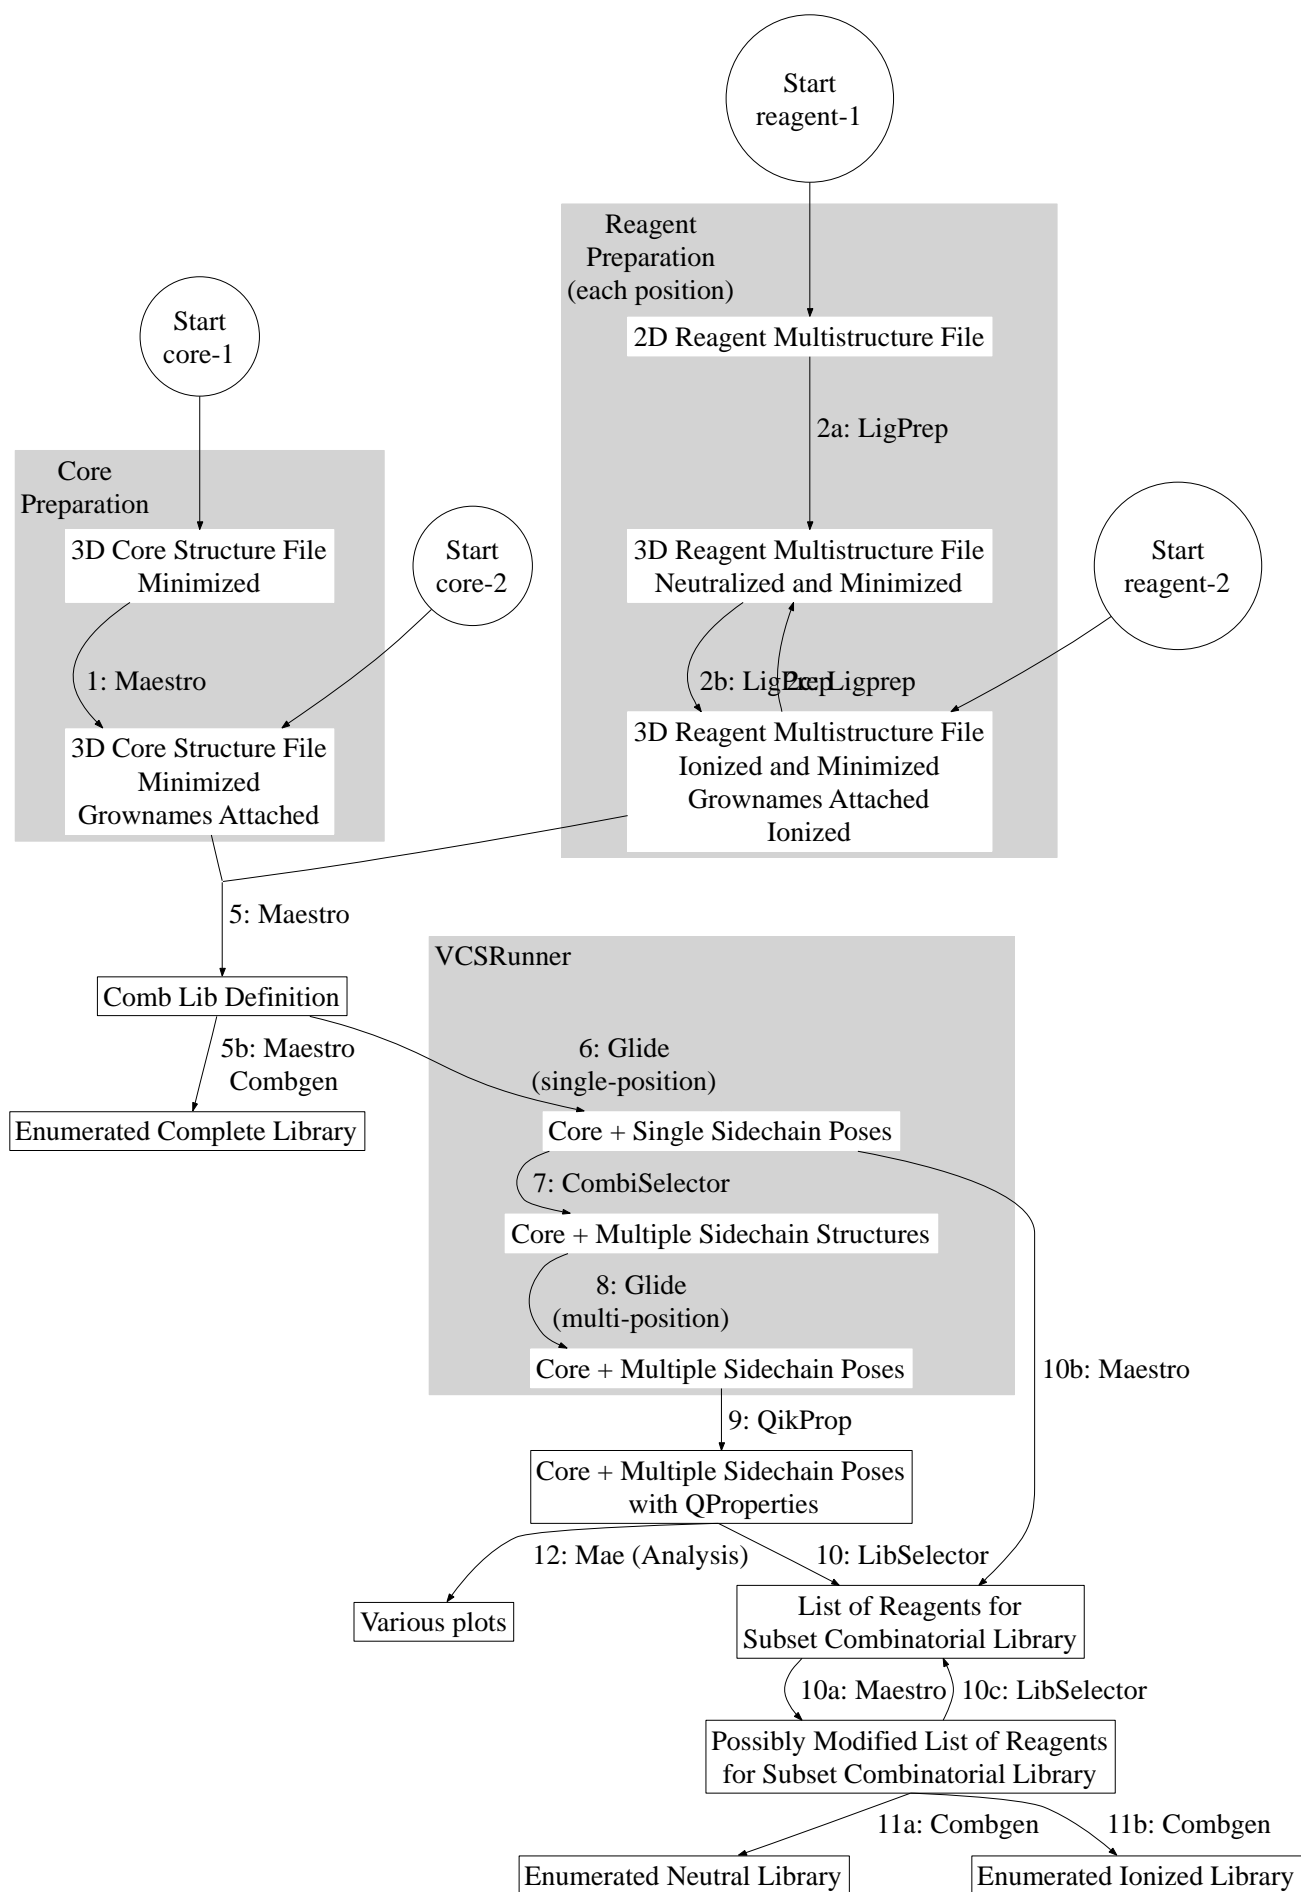 Start
reagent-1
Reagent
Preparation
(each position)
2D Reagent Multistructure File
2a: LigPrep
Start
core-1
Core
Preparation
3D Core Structure File
Minimized
Start
core-2
3D Reagent Multistructure File
Neutralized and Minimized
Start
reagent-2
1: Maestro
2b: LigPrep
2c: Ligprep
3D Core Structure File
Minimized
Grownames Attached
3D Reagent Multistructure File
Ionized and Minimized
Grownames Attached
Ionized
5: Maestro
VCSRunner
Comb Lib Definition
5b: Maestro
Combgen
6: Glide
(single-position)
Enumerated Complete Library
Core + Single Sidechain Poses
7: CombiSelector
Core + Multiple Sidechain Structures
8: Glide
(multi-position)
Core + Multiple Sidechain Poses
10b: Maestro
9: QikProp
Core + Multiple Sidechain Poses
with QProperties
12: Mae (Analysis)
10: LibSelector
Various plots
List of Reagents for
Subset Combinatorial Library
10a: Maestro
10c: LibSelector
Possibly Modified List of Reagents
for Subset Combinatorial Library
11a: Combgen
11b: Combgen
Enumerated Neutral Library
Enumerated Ionized Library